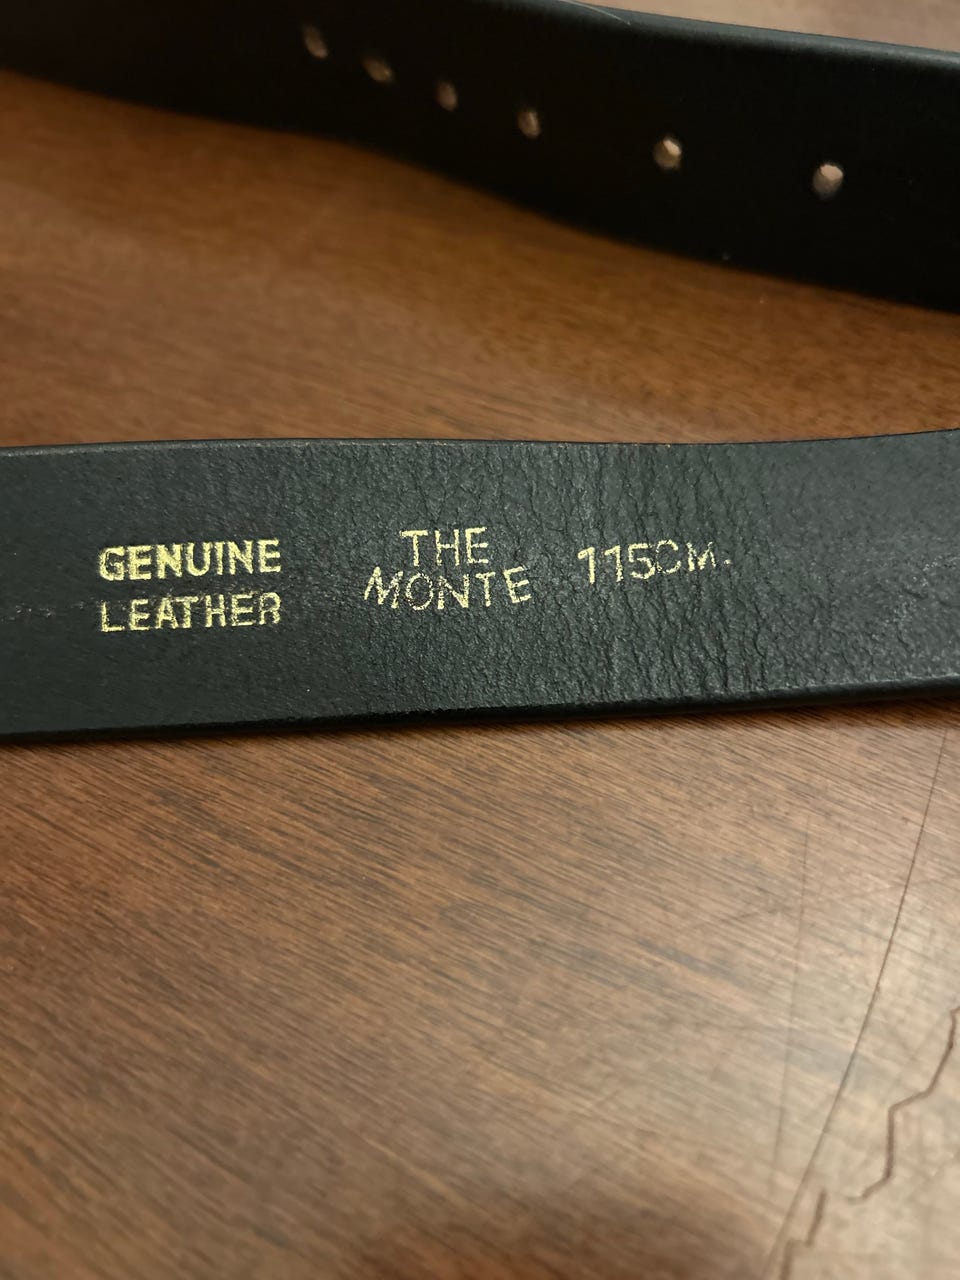 GENUINE
LEATHER
THE
MONTE
115CM.